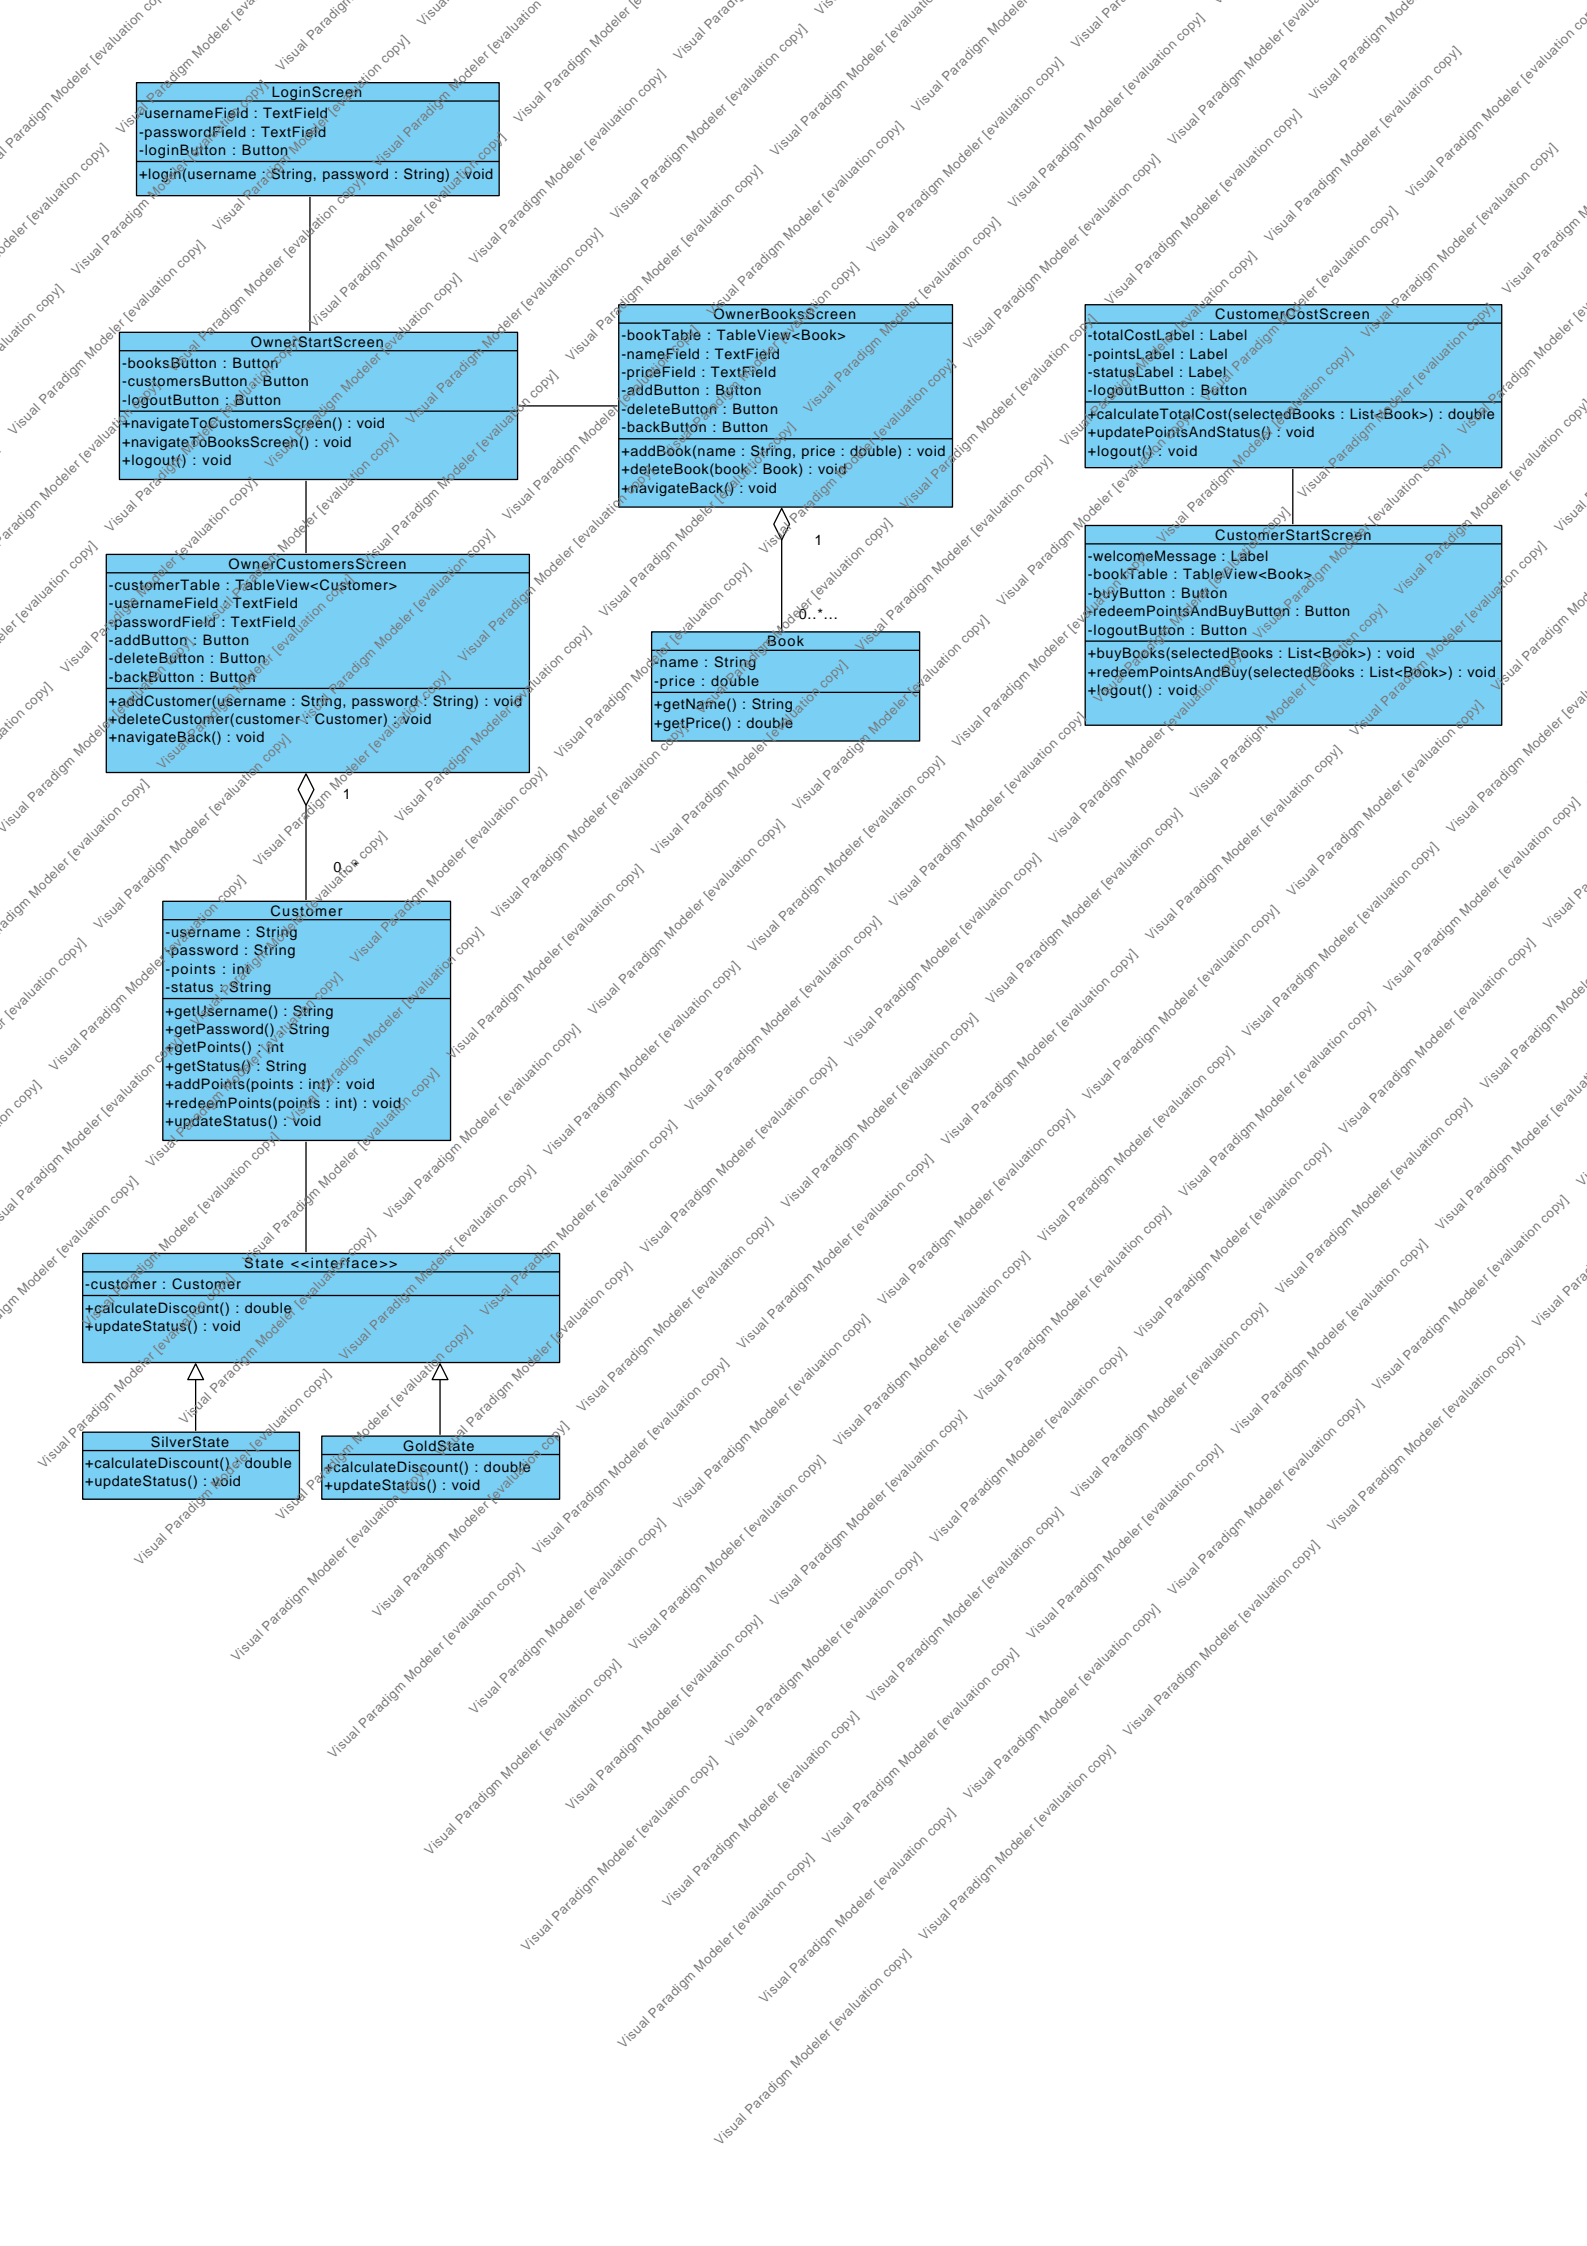 LoginScreen
-usernameField : TextField
-passwordField : TextField
-loginButton : Button
+login(username : String, password : String) : void
OwnerStartScreen
-booksButton : Button
-customersButton : Button
-logoutButton : Button
+navigateToCustomersScreen() : void
+navigateToBooksScreen() : void
+logout() : void
OwnerBooksScreen
-bookTable : TableView<Book>
-nameField : TextField
-priceField : TextField
-addButton : Button
-deleteButton : Button
-backButton : Button
+addBook(name : String, price : double) : void
+deleteBook(book : Book) : void
+navigateBack() : void
1
0..*...
CustomerCostScreen
-totalCostLabel : Label
-pointsLabel : Label
-statusLabel : Label
-logoutButton : Button
+calculateTotalCost(selectedBooks : List<Book>) : double
+updatePointsAndStatus() : void
+logout() : void
CustomerStartScreen
-welcomeMessage : Label
-bookTable : TableView<Book>
-buyButton : Button
-redeemPointsAndBuyButton : Button
-logoutButton : Button
+buyBooks(selectedBooks : List<Book>) : void
+redeemPointsAndBuy(selectedBooks : List<Book>) : void
+logout() : void
OwnerCustomersScreen
-customerTable : TableView<Customer>
-usernameField : TextField
-passwordField : TextField
-addButton : Button
-deleteButton : Button
-backButton : Button
+addCustomer(username : String, password : String) : void
+deleteCustomer(customer : Customer) : void
+navigateBack() : void
1
0..*
Book
-name : String
-price : double
+getName() : String
+getPrice() : double
Customer
-username : String
-password : String
-points : int
-status : String
+getUsername() : String
+getPassword() : String
+getPoints() : int
+getStatus() : String
+addPoints(points : int) : void
+redeemPoints(points : int) : void
+updateStatus() : void
State <<interface>>
-customer : Customer
+calculateDiscount() : double
+updateStatus() : void
SilverState
+calculateDiscount() : double
+updateStatus() : void
GoldState
+calculateDiscount() : double
+updateStatus() : void
Visual Paradigm Modeler [evaluation copy]